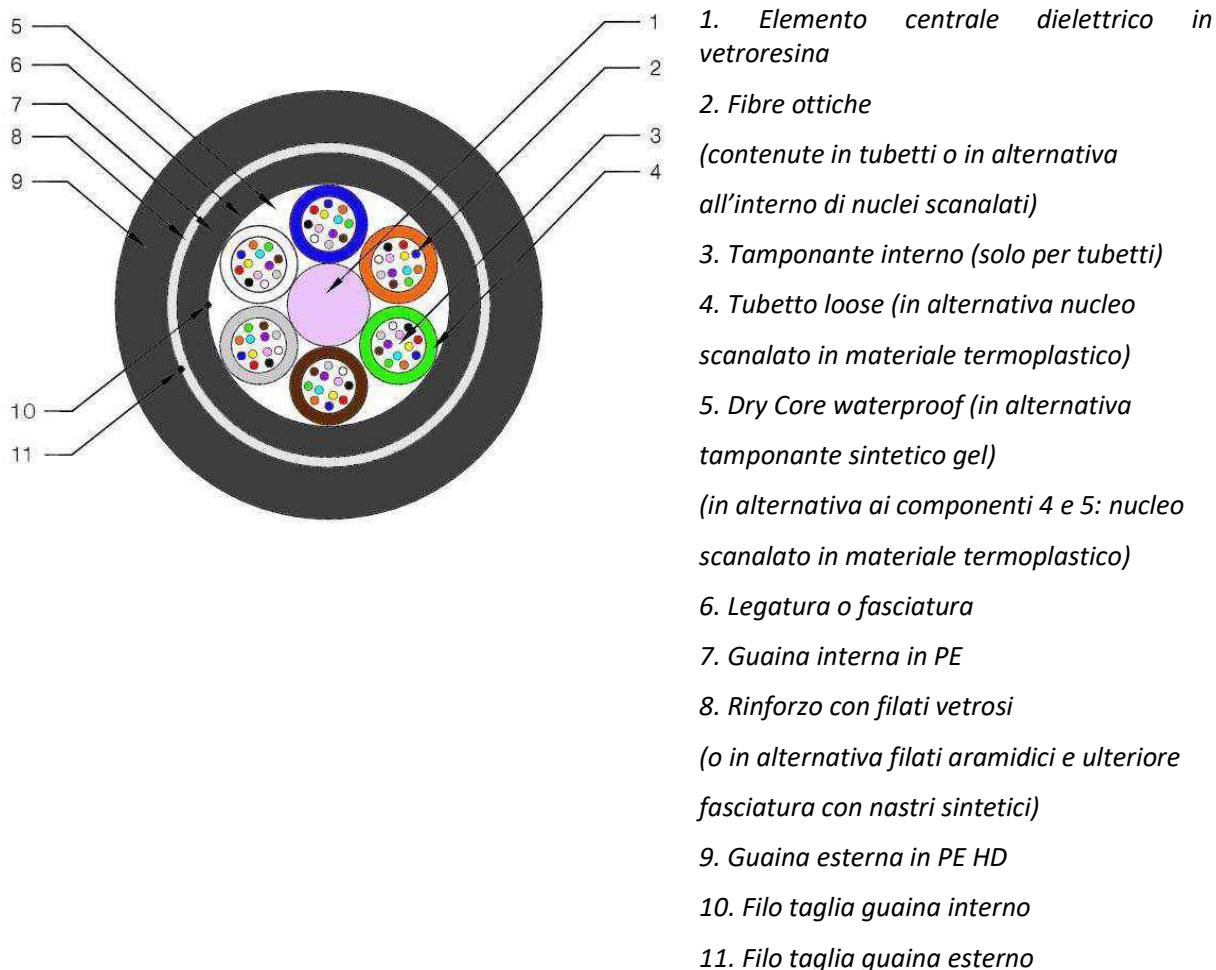 5
6
7
8
9
10
11
1
2
3
4
1. Elemento centrale dielettrico in
vetroresina
2. Fibre ottiche
(contenute in tubetti o in alternativa
all’interno di nuclei scanalati)
3. Tamponante interno (solo per tubetti)
4. Tubetto loose (in alternativa nucleo
scanalato in materiale termoplastico)
5. Dry Core waterproof (in alternativa
tamponante sintetico gel)
(in alternativa ai componenti 4 e 5: nucleo
scanalato in materiale termoplastico)
6. Legatura o fasciatura
7. Guaina interna in PE
8. Rinforzo con filati vetrosi
(o in alternativa filati aramidici e ulteriore
fasciatura con nastri sintetici)
9. Guaina esterna in PE HD
10. Filo taglia guaina interno
11. Filo taglia guaina esterno